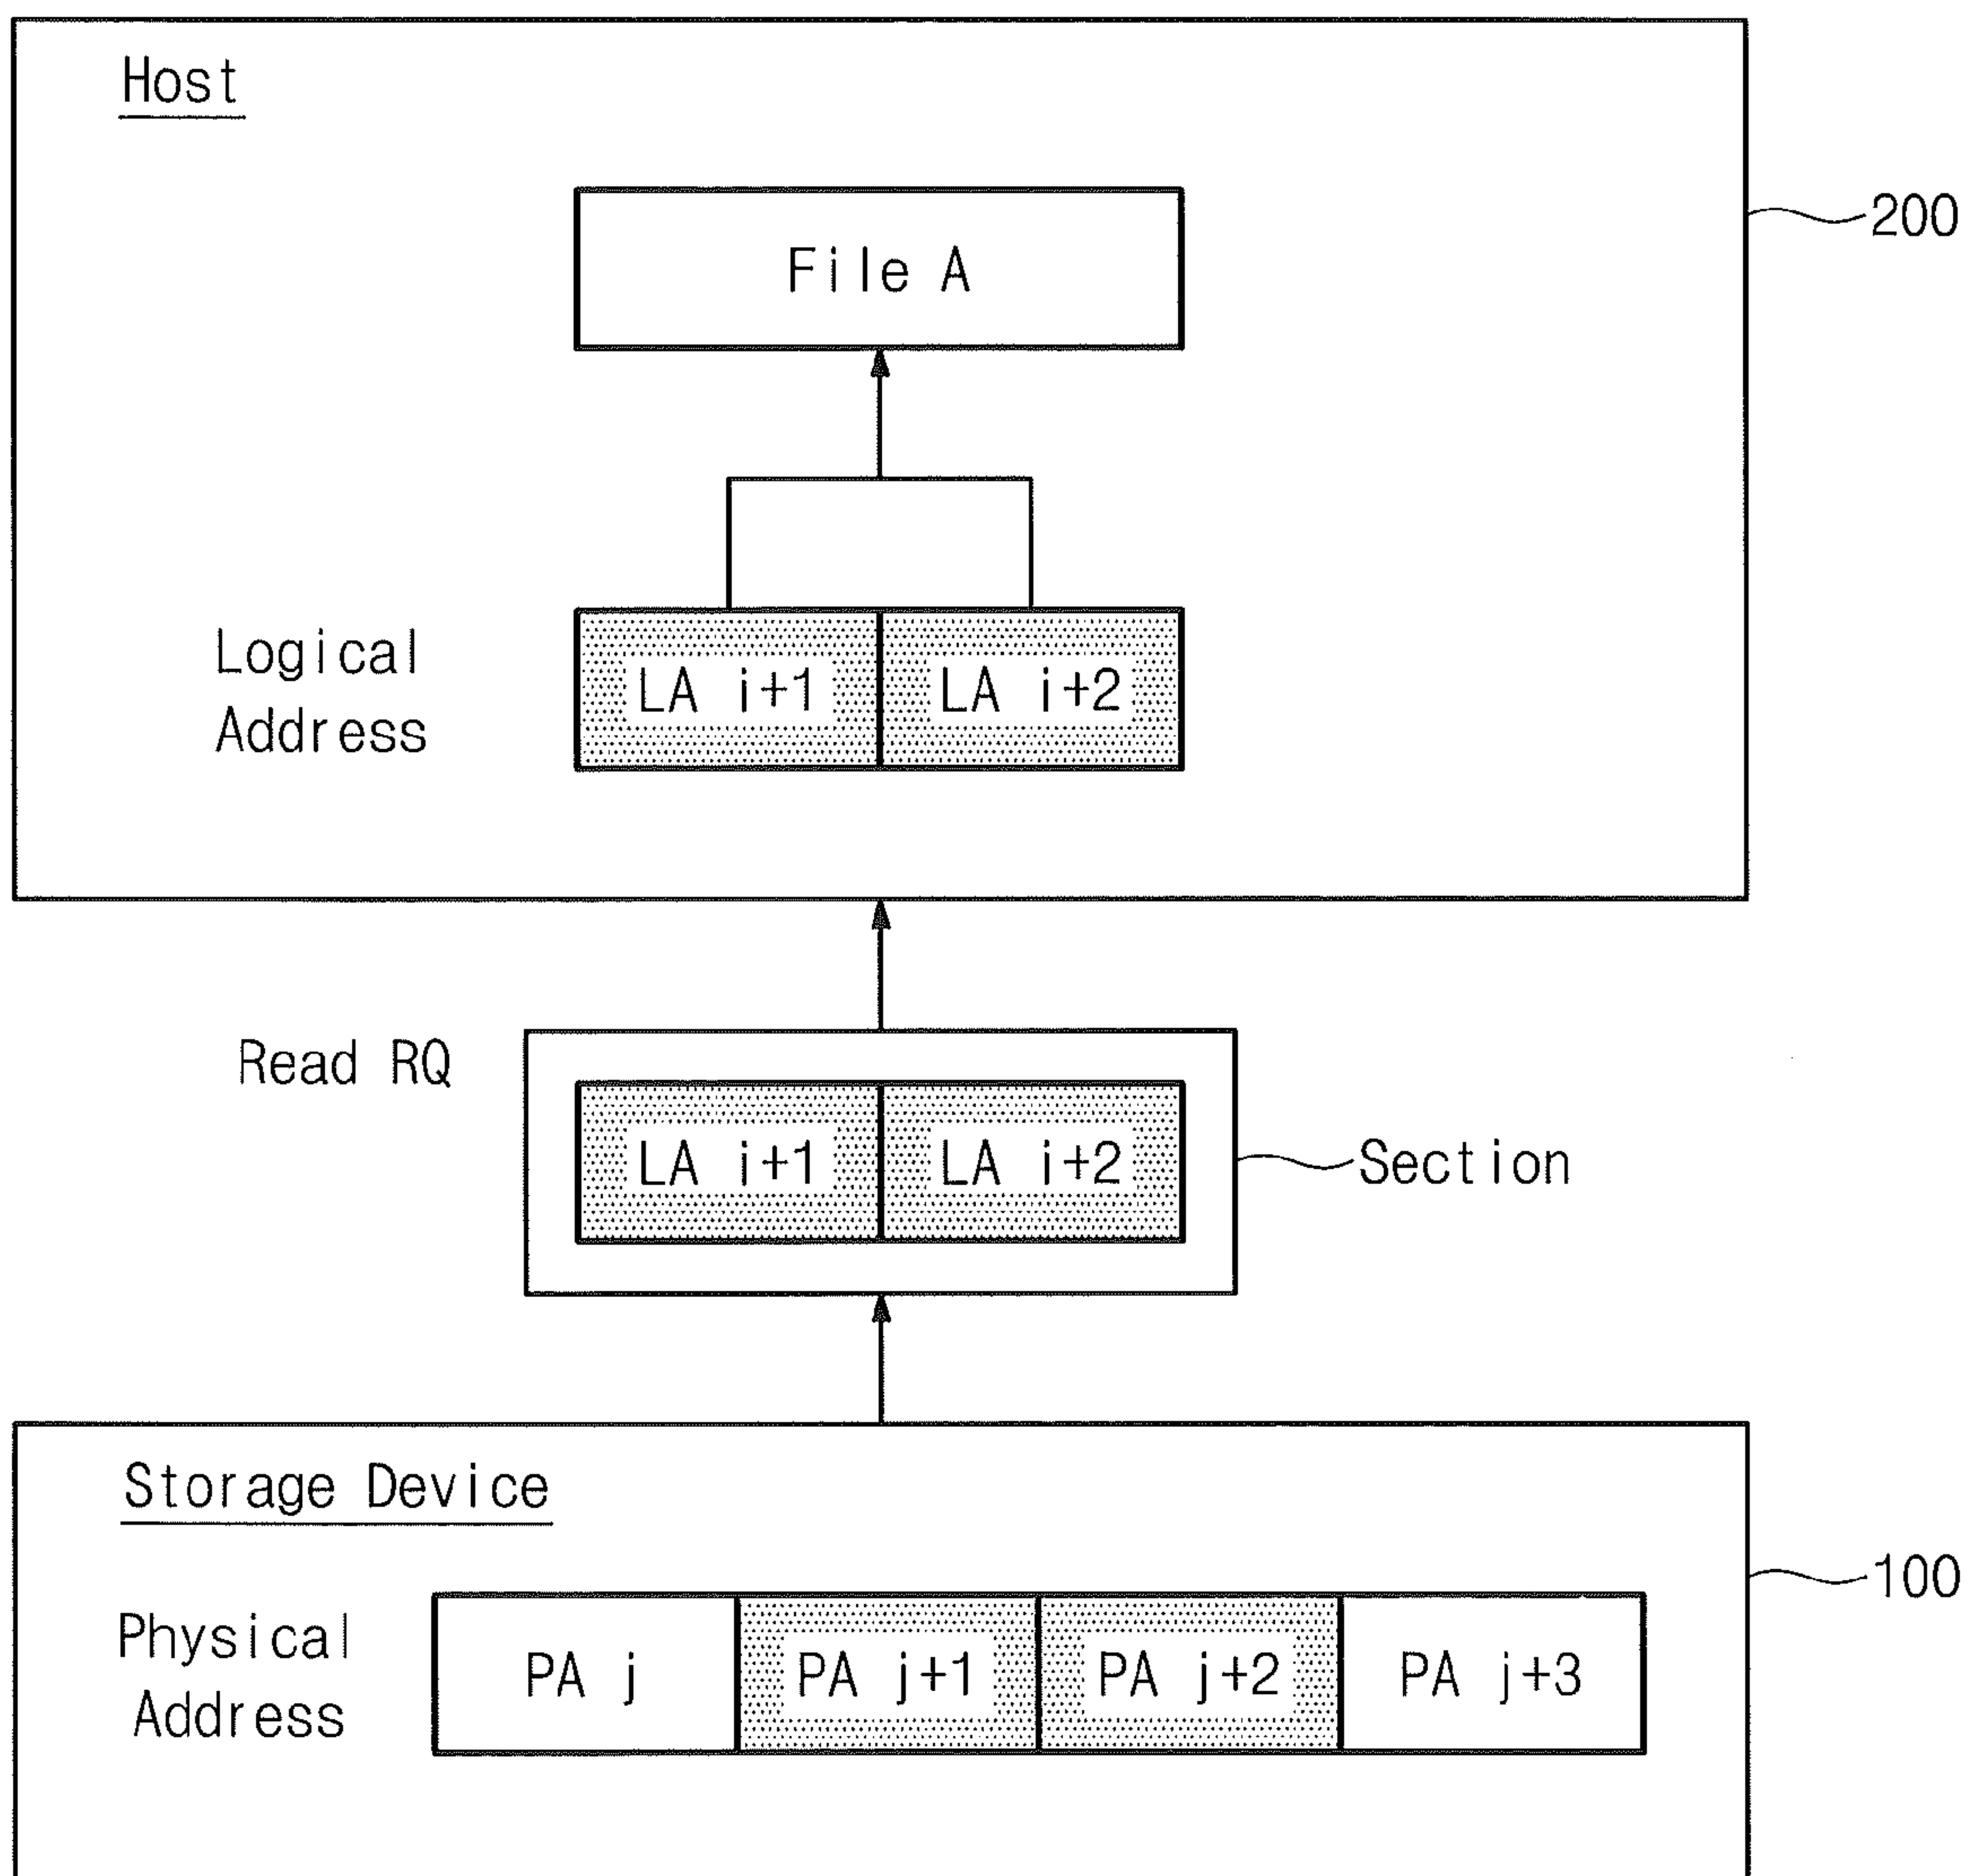 Host
200
File A
Logical
Address
LA i+1 LA i+2
Read RQ
LA i+1 LA i+2
Section
Storage Device
100
Physical
Address
PA j PA j+1 PA j+2 PA j+3